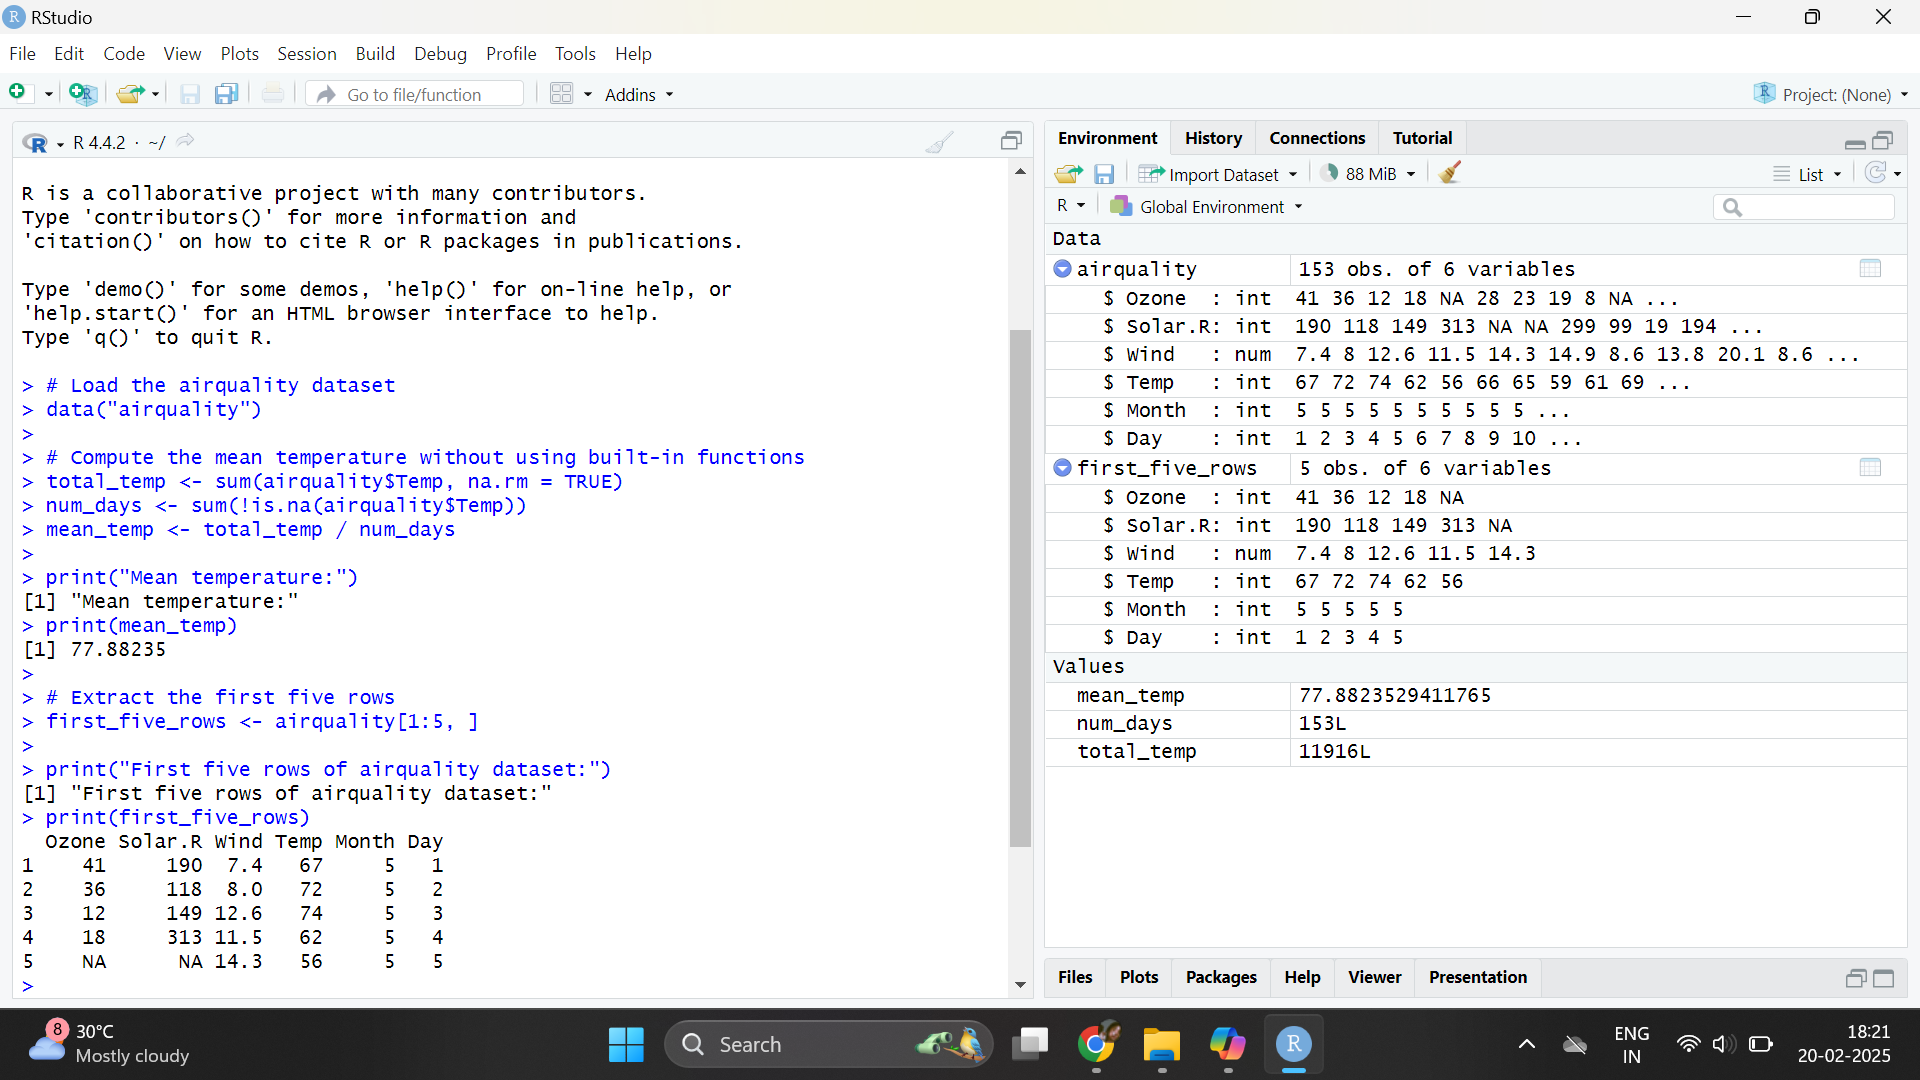 RStudio
File Edit Code View Plots Session Build Debug Profile Tools Help
Go to file/function
Addins
Project: (None)
R 4.4.2 · ~/
R is a collaborative project with many contributors.
Type 'contributors()' for more information and
'citation()' on how to cite R or R packages in publications.
Type 'demo()' for some demos, 'help()' for on-line help, or
'help.start()' for an HTML browser interface to help.
Type 'q()' to quit R.
> # Load the airquality dataset
> data("airquality")
>
> # Compute the mean temperature without using built-in functions
> total_temp <- sum(airquality$Temp, na.rm = TRUE)
> num_days <- sum(!is.na(airquality$Temp))
> mean_temp <- total_temp / num_days
>
> print("Mean temperature:")
[1] "Mean temperature:"
> print(mean_temp)
[1] 77.88235
>
> # Extract the first five rows
> first_five_rows <- airquality[1:5, ]
>
> print("First five rows of airquality dataset:")
[1] "First five rows of airquality dataset:"
> print(first_five_rows)
  Ozone Solar.R Wind Temp Month Day
1    41     190  7.4   67     5   1
2    36     118  8.0   72     5   2
3    12     149 12.6   74     5   3
4    18     313 11.5   62     5   4
5    NA      NA 14.3   56     5   5
>
Environment History Connections Tutorial
Import Dataset 88 MiB List
R Global Environment
Data
airquality 153 obs. of 6 variables
$ Ozone : int 41 36 12 18 NA 28 23 19 8 NA ...
$ Solar.R: int 190 118 149 313 NA NA 299 99 19 194 ...
$ Wind : num 7.4 8 12.6 11.5 14.3 14.9 8.6 13.8 20.1 8.6 ...
$ Temp : int 67 72 74 62 56 66 65 59 61 69 ...
$ Month : int 5 5 5 5 5 5 5 5 5 5 ...
$ Day : int 1 2 3 4 5 6 7 8 9 10 ...
first_five_rows 5 obs. of 6 variables
$ Ozone : int 41 36 12 18 NA
$ Solar.R: int 190 118 149 313 NA
$ Wind : num 7.4 8 12.6 11.5 14.3
$ Temp : int 67 72 74 62 56
$ Month : int 5 5 5 5 5
$ Day : int 1 2 3 4 5
Values
mean_temp 77.8823529411765
num_days 153L
total_temp 11916L
Files Plots Packages Help Viewer Presentation
8
30°C
Mostly cloudy
Search
ENG
IN
18:21
20-02-2025